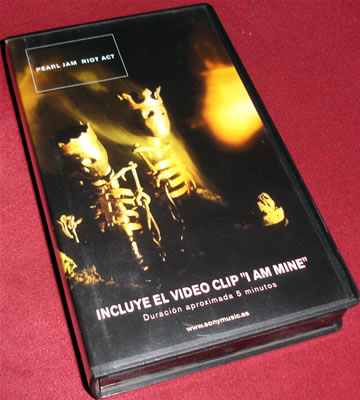 PEARL JAM RIOT ACT
INCLUYE EL VIDEO CLIP "I AM MINE"
Duración aproximada 5 minutos
www.sonymusic.es